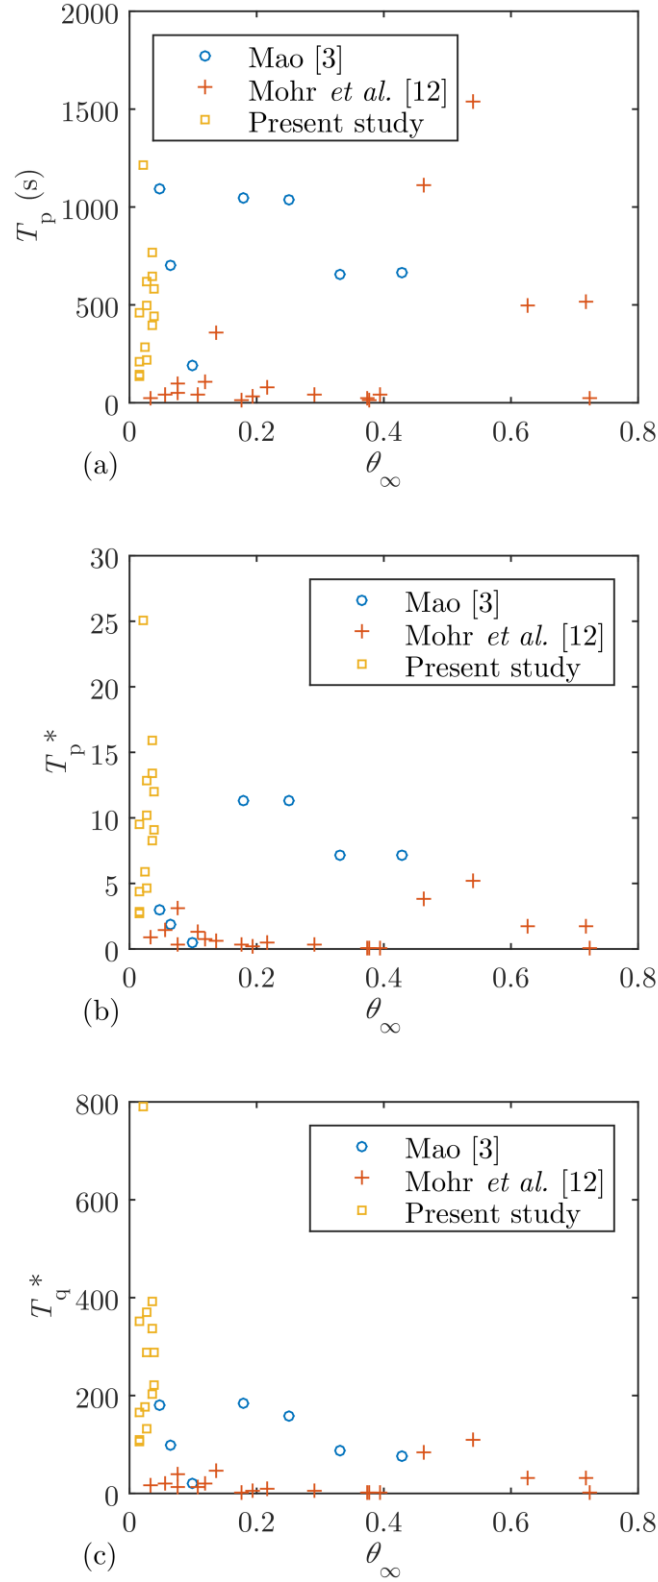 2000
1500
1000
500
0
T_p (s)
Mao [3]
Mohr et al. [12]
Present study
0 0.2 0.4 0.6 0.8
(a)
θ_∞
30
25
20
15
10
5
0
T_p*
Mao [3]
Mohr et al. [12]
Present study
0 0.2 0.4 0.6 0.8
(b)
θ_∞
800
600
400
200
0
T_q*
Mao [3]
Mohr et al. [12]
Present study
0 0.2 0.4 0.6 0.8
(c)
θ_∞